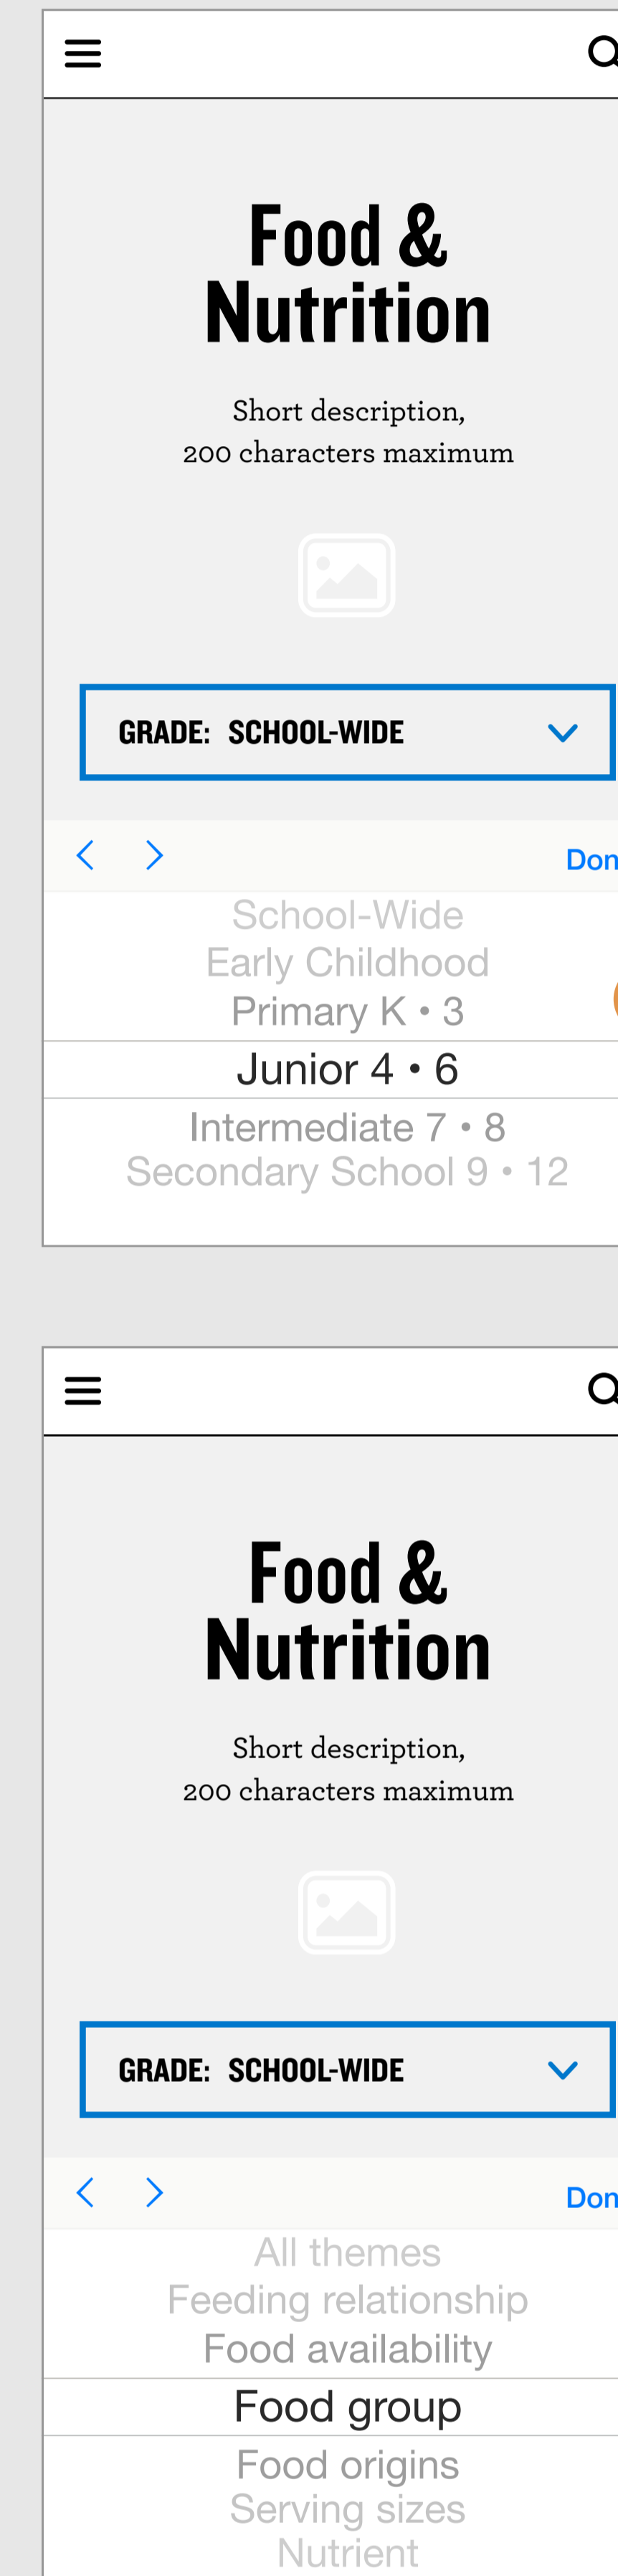 Food &
Nutrition
Short description,
200 characters maximum
GRADE: SCHOOL-WIDE
Don
School-Wide
Early Childhood
Primary K • 3
Junior 4 • 6
Intermediate 7 • 8
Secondary School 9 • 12
Food &
Nutrition
Short description,
200 characters maximum
GRADE: SCHOOL-WIDE
Don
All themes
Feeding relationship
Food availability
Food group
Food origins
Serving sizes
Nutrient